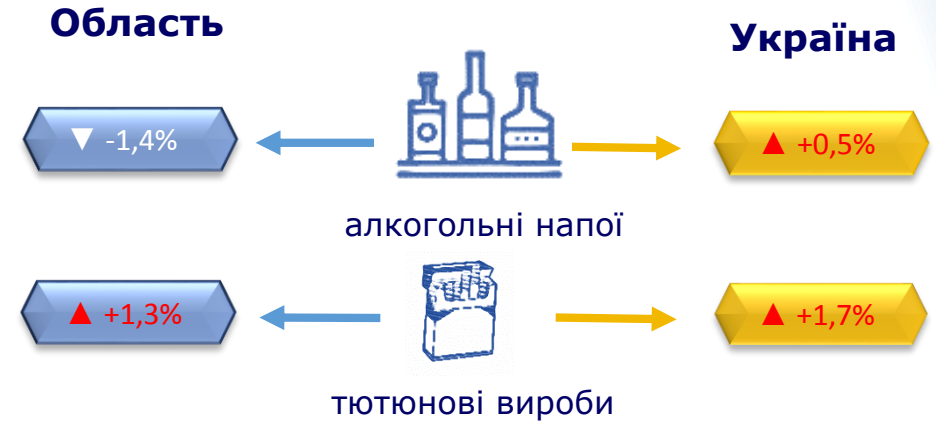 Область
Україна
▼ -1,4%
▲ +0,5%
алкогольні напої
▲ +1,3%
▲ +1,7%
тютюнові вироби